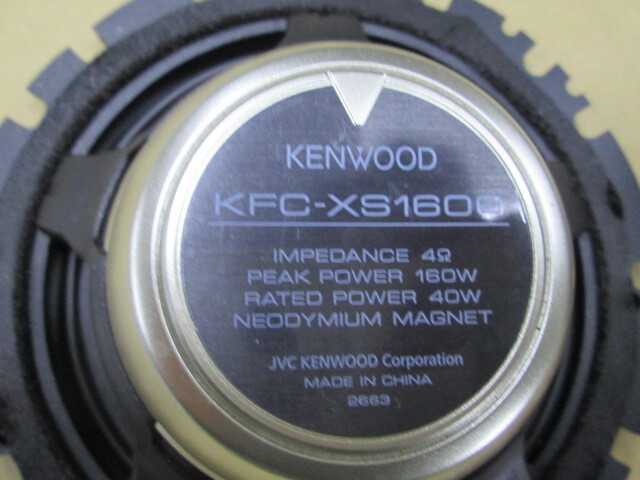 KENWOOD
KFC-XS1600
IMPEDANCE 4Ω
PEAK POWER 160W
RATED POWER 40W
NEODYMIUM MAGNET
JVC KENWOOD Corporation
MADE IN CHINA
2663